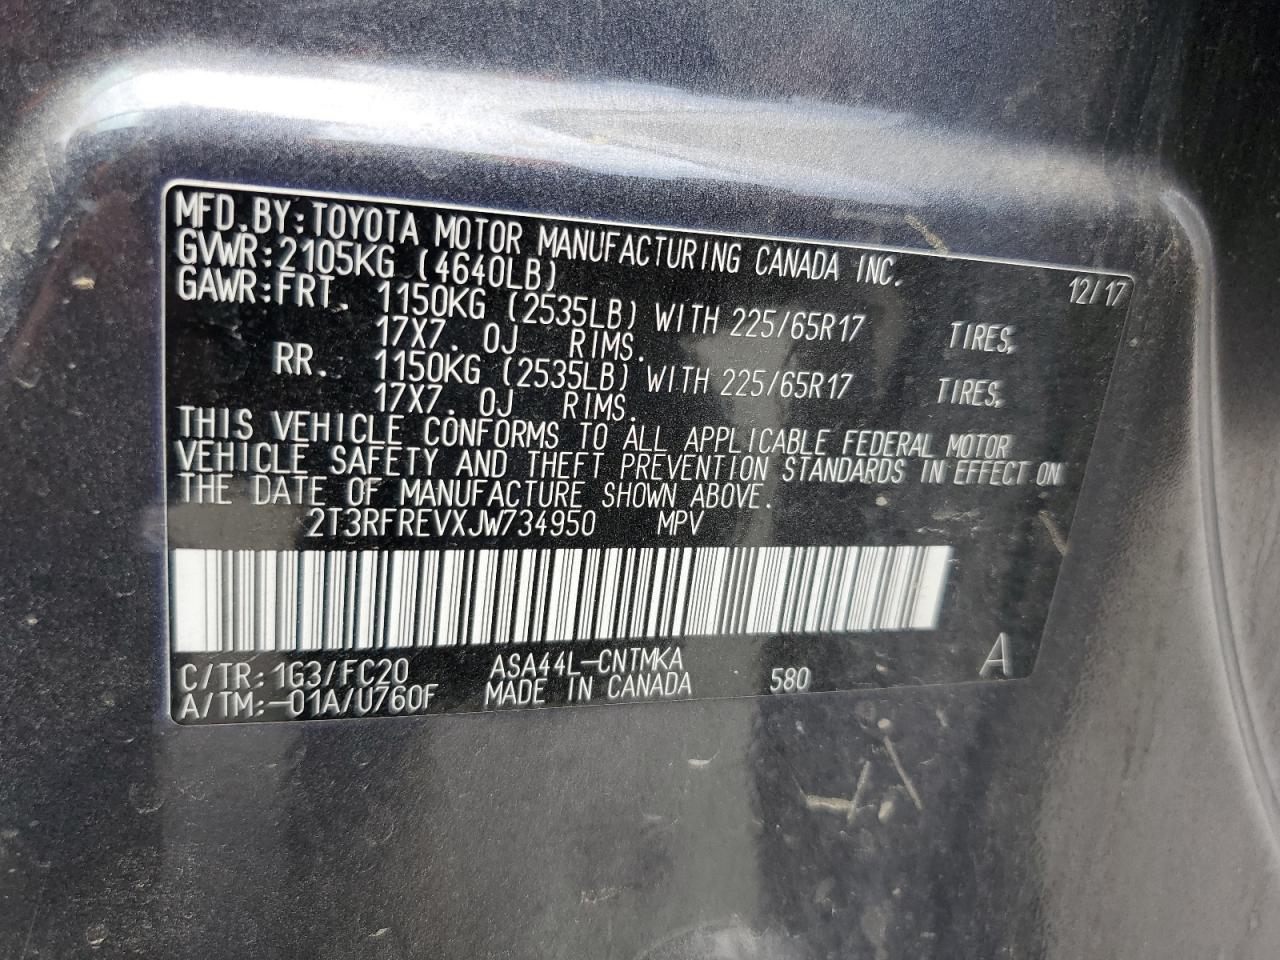 MFD.BY:TOYOTA MOTOR MANUFACTURING CANADA INC.
12/17
GVWR:2105KG (4640LB)
GAWR:FRT. 1150KG (2535LB) WITH 225/65R17 TIRES,
17X7. 0J RIMS.
RR. 1150KG (2535LB) WITH 225/65R17 TIRES,
17X7. 0J RIMS.
THIS VEHICLE CONFORMS TO ALL APPLICABLE FEDERAL MOTOR
VEHICLE SAFETY AND THEFT PREVENTION STANDARDS IN EFFECT ON
THE DATE OF MANUFACTURE SHOWN ABOVE.
2T3RFREVXJW734950 MPV
C/TR:1G3/FC20 ASA44L-CNTMKA 580 A
A/TM:-01A/U760F MADE IN CANADA